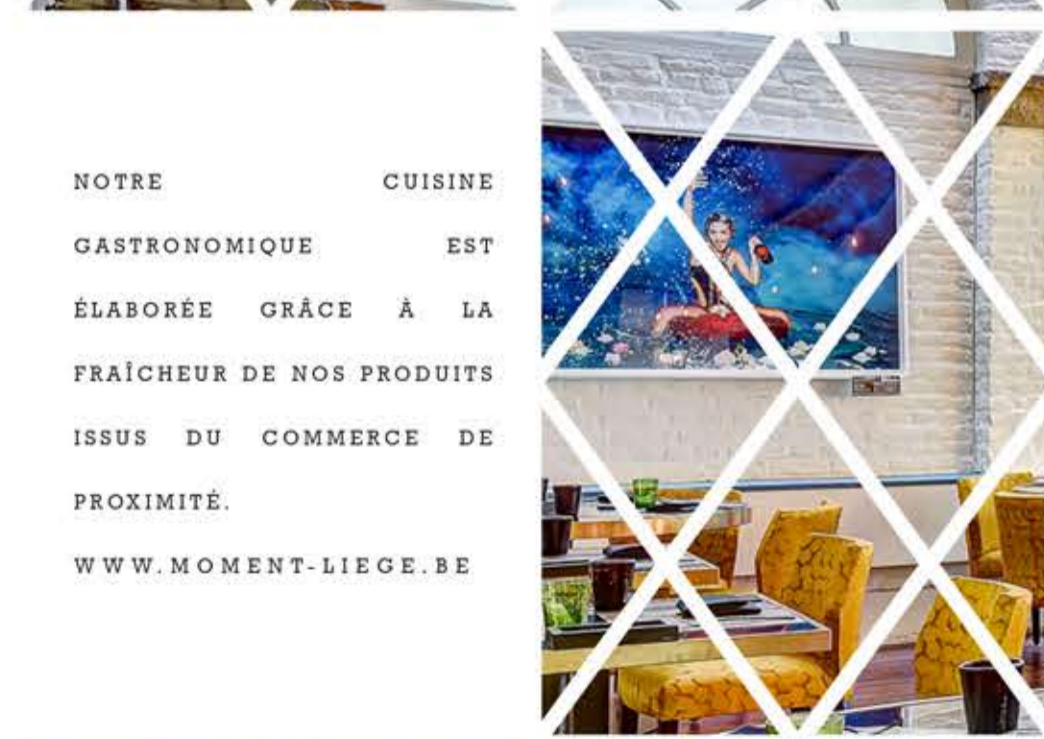 NOTRE CUISINE
GASTRONOMIQUE EST
ÉLABORÉE GRÂCE À LA
FRAÎCHEUR DE NOS PRODUITS
ISSUS DU COMMERCE DE
PROXIMITÉ.
WWW.MOMENT-LIEGE.BE